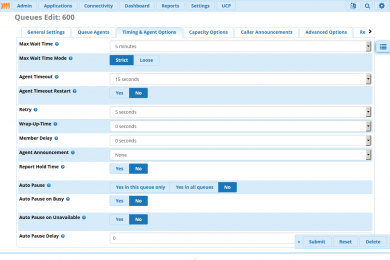 Admin Applications Connectivity Dashboard Reports Settings UCP
Queues Edit: 600
General Settings Queue Agents Timing & Agent Options Capacity Options Caller Announcements Advanced Options Re
Max Wait Time 5 minutes
Max Wait Time Mode Strict Loose
Agent Timeout 15 seconds
Agent Timeout Restart Yes No
Retry 5 seconds
Wrap-Up-Time 0 seconds
Member Delay 0 seconds
Agent Announcement None
Report Hold Time Yes No
Auto Pause Yes in this queue only Yes in all queues No
Auto Pause on Busy Yes No
Auto Pause on Unavailable Yes No
Auto Pause Delay 0
» Submit Reset Delete